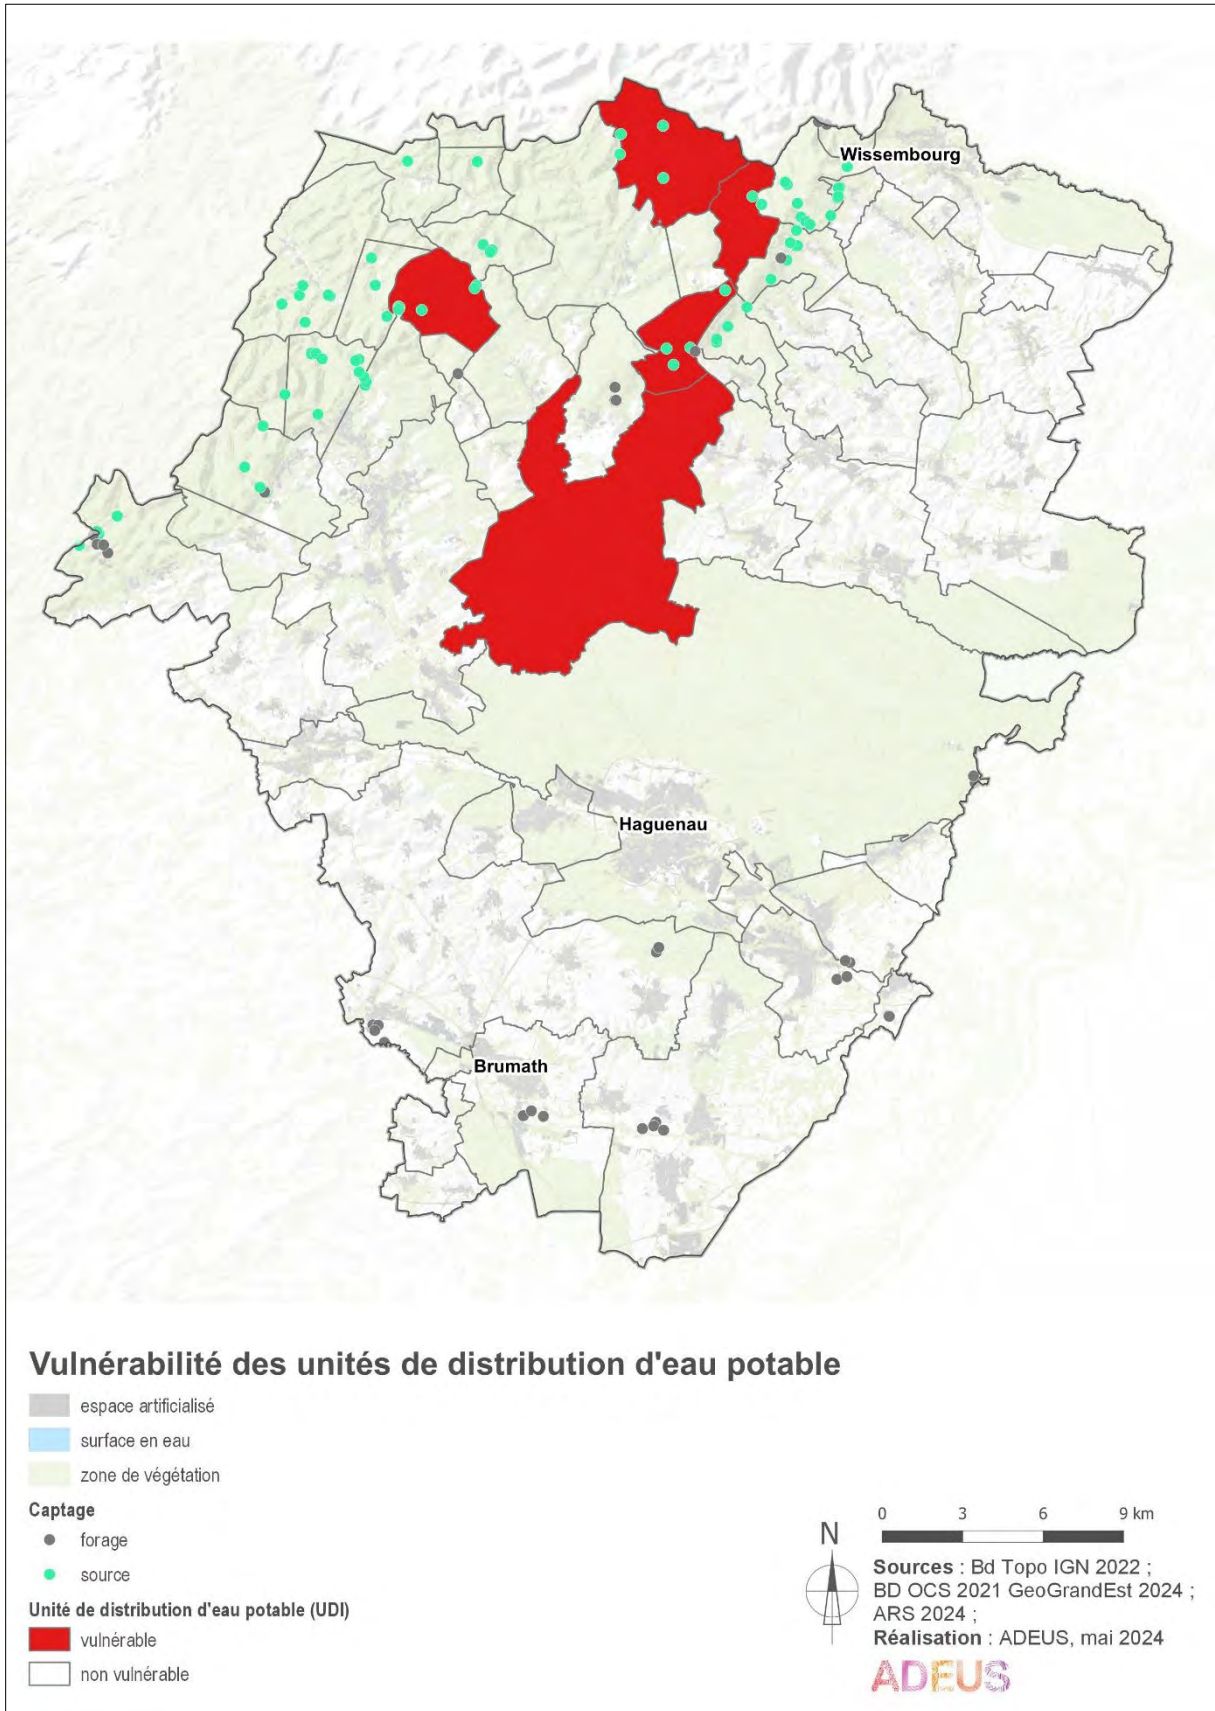 Wissembourg
Haguenau
Brumath
Vulnérabilité des unités de distribution d'eau potable
espace artificialisé
surface en eau
zone de végétation
Captage
forage
source
Unité de distribution d'eau potable (UDI)
vulnérable
non vulnérable
N
0 3 6 9 km
Sources : Bd Topo IGN 2022 ;
BD OCS 2021 GeoGrandEst 2024 ;
ARS 2024 ;
Réalisation : ADEUS, mai 2024
ADEUS